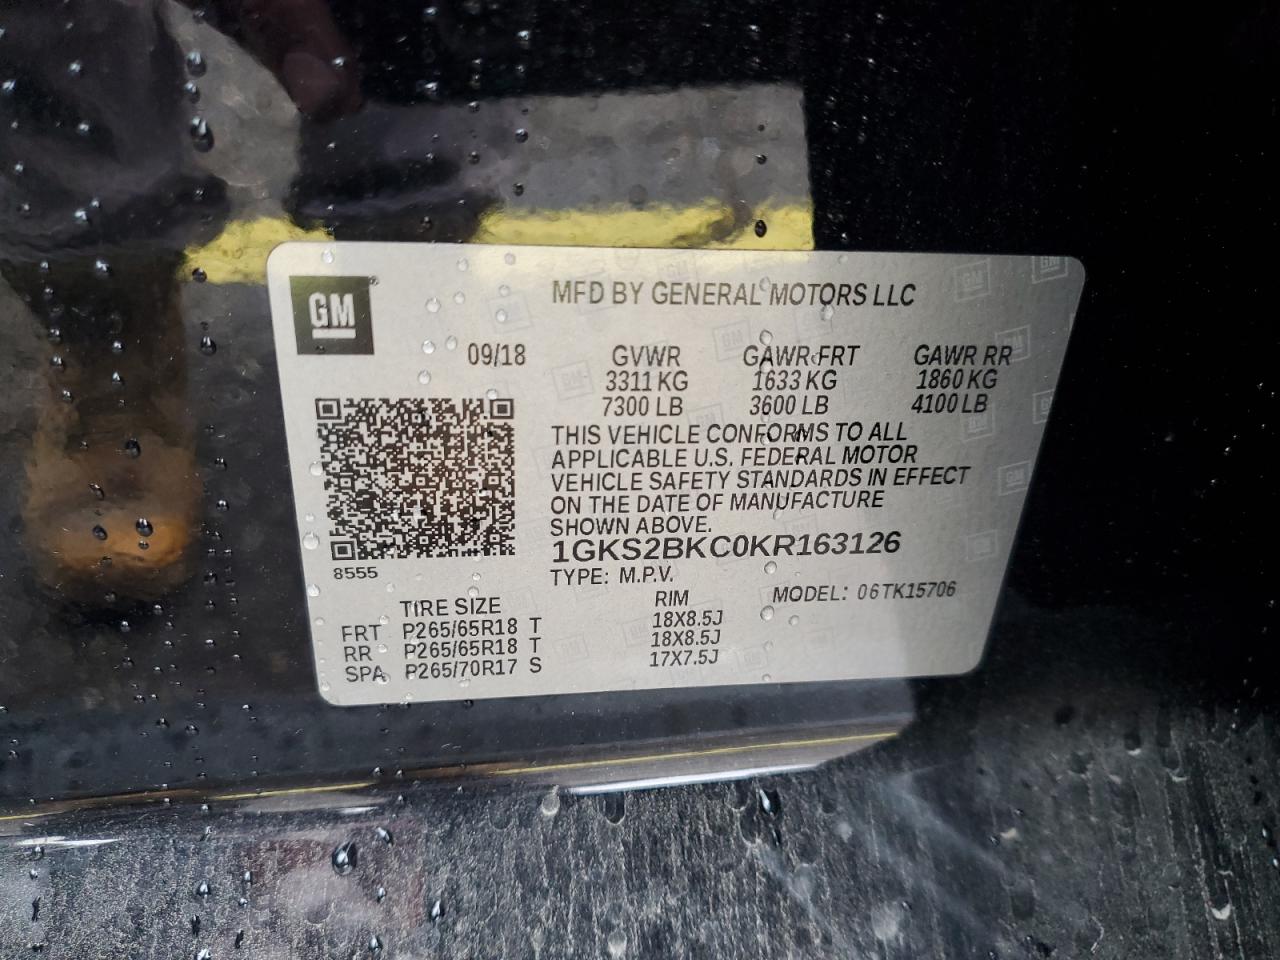 GM
MFD BY GENERAL MOTORS LLC
09/18 GVWR GAWR FRT GAWR RR
3311 KG 1633 KG 1860 KG
7300 LB 3600 LB 4100 LB
THIS VEHICLE CONFORMS TO ALL
APPLICABLE U.S. FEDERAL MOTOR
VEHICLE SAFETY STANDARDS IN EFFECT
ON THE DATE OF MANUFACTURE
SHOWN ABOVE.
1GKS2BKC0KR163126
8555
TYPE: M.P.V. MODEL: 06TK15706
TIRE SIZE RIM
FRT P265/65R18 T 18X8.5J
RR P265/65R18 T 18X8.5J
SPA P265/70R17 S 17X7.5J